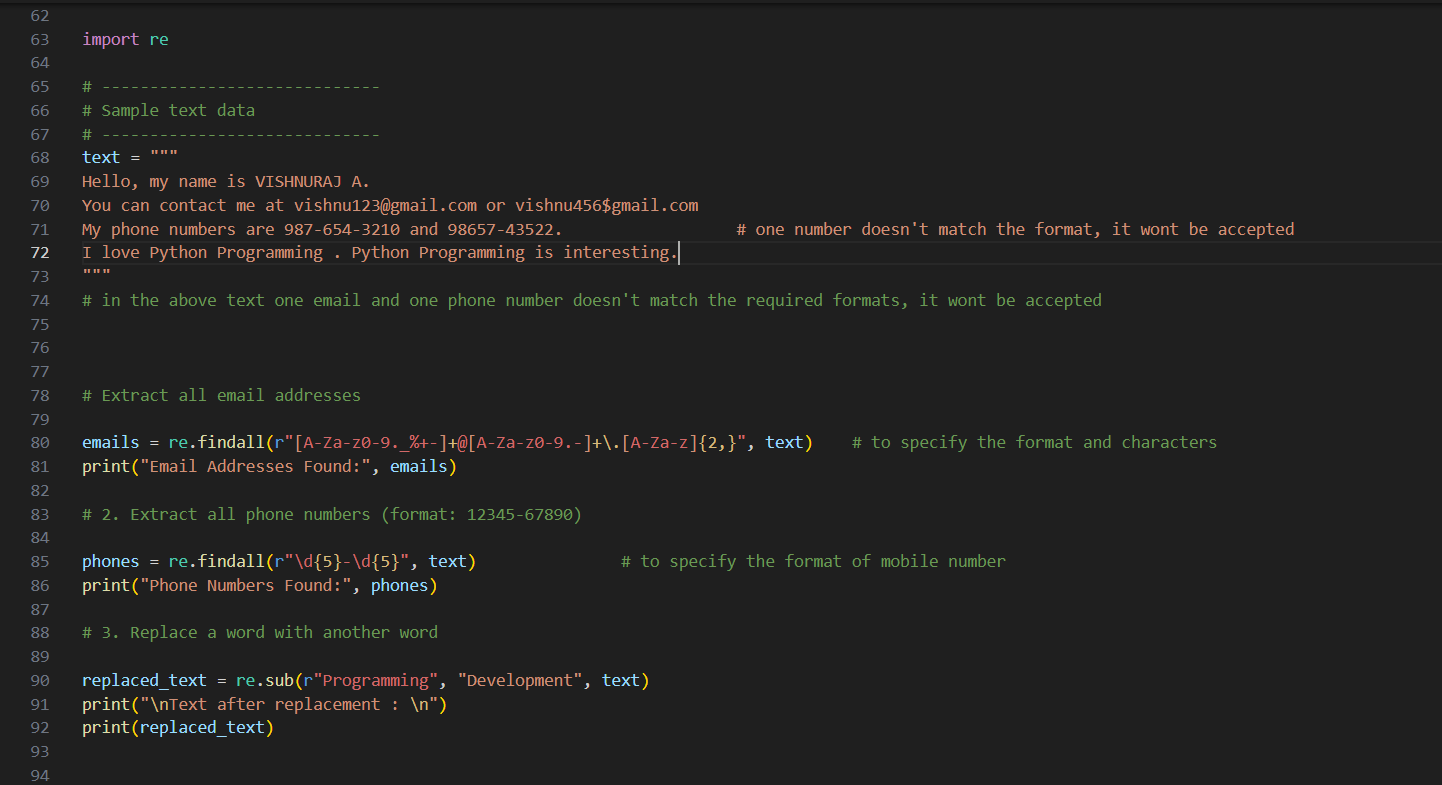 62
63 import re
64
65 # -----------------------------
66 # Sample text data
67 # -----------------------------
68 text = """
69 Hello, my name is VISHNURAJ A.
70 You can contact me at vishnu123@gmail.com or vishnu456$gmail.com
71 My phone numbers are 987-654-3210 and 98657-43522.                  # one number doesn't match the format, it wont be accepted
72 I love Python Programming . Python Programming is interesting.
73 """
74 # in the above text one email and one phone number doesn't match the required formats, it wont be accepted
75
76
77
78 # Extract all email addresses
79
80 emails = re.findall(r"[A-Za-z0-9._%+-]+@[A-Za-z0-9.-]+\.[A-Za-z]{2,}", text)    # to specify the format and characters
81 print("Email Addresses Found:", emails)
82
83 # 2. Extract all phone numbers (format: 12345-67890)
84
85 phones = re.findall(r"\d{5}-\d{5}", text)               # to specify the format of mobile number
86 print("Phone Numbers Found:", phones)
87
88 # 3. Replace a word with another word
89
90 replaced_text = re.sub(r"Programming", "Development", text)
91 print("\nText after replacement : \n")
92 print(replaced_text)
93
94